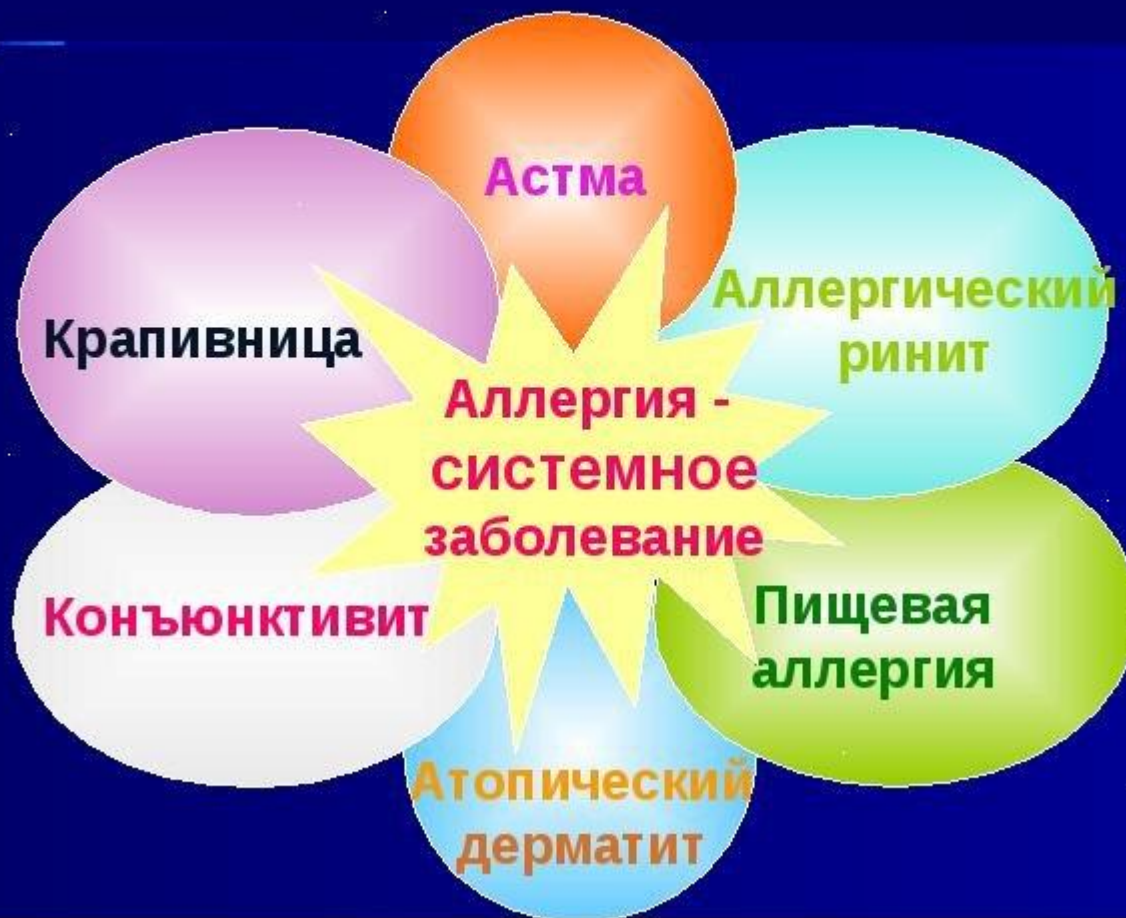 Астма
Аллергический
ринит
Крапивница
Аллергия -
системное
заболевание
Конъюнктивит
Пищевая
аллергия
Атопический
дерматит